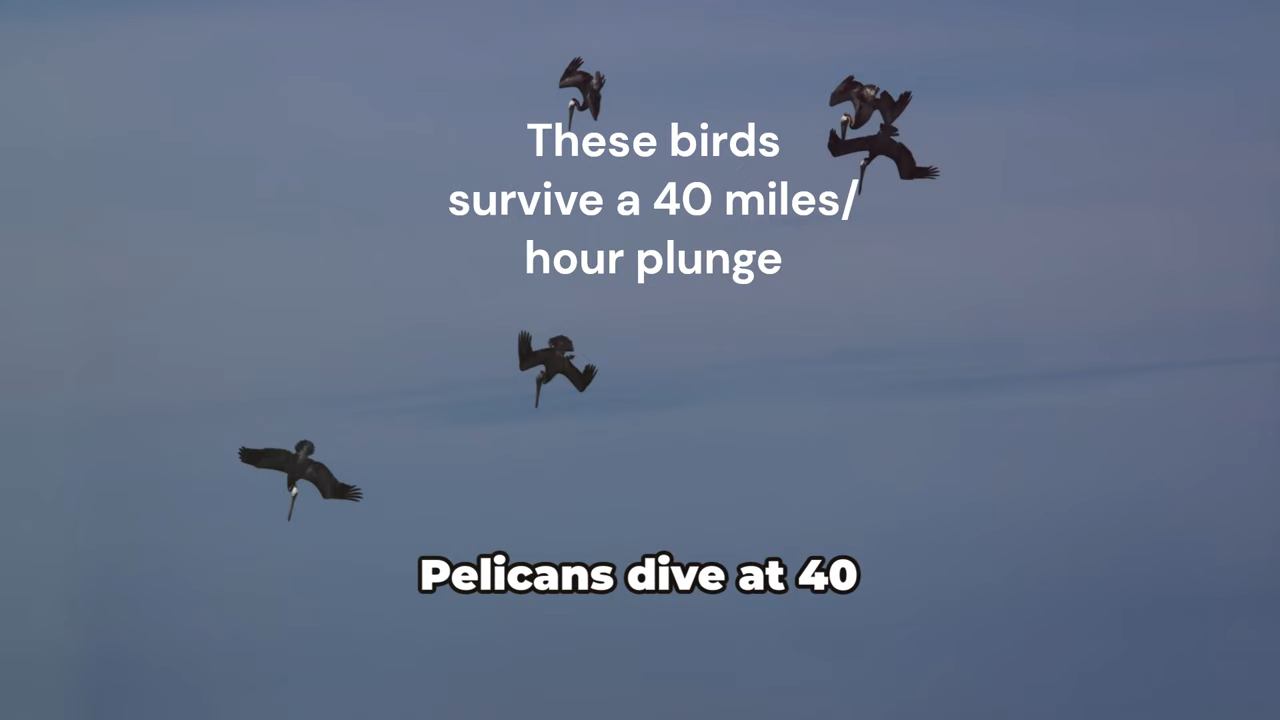 These birds
survive a 40 miles/
hour plunge
Pelicans dive at 40